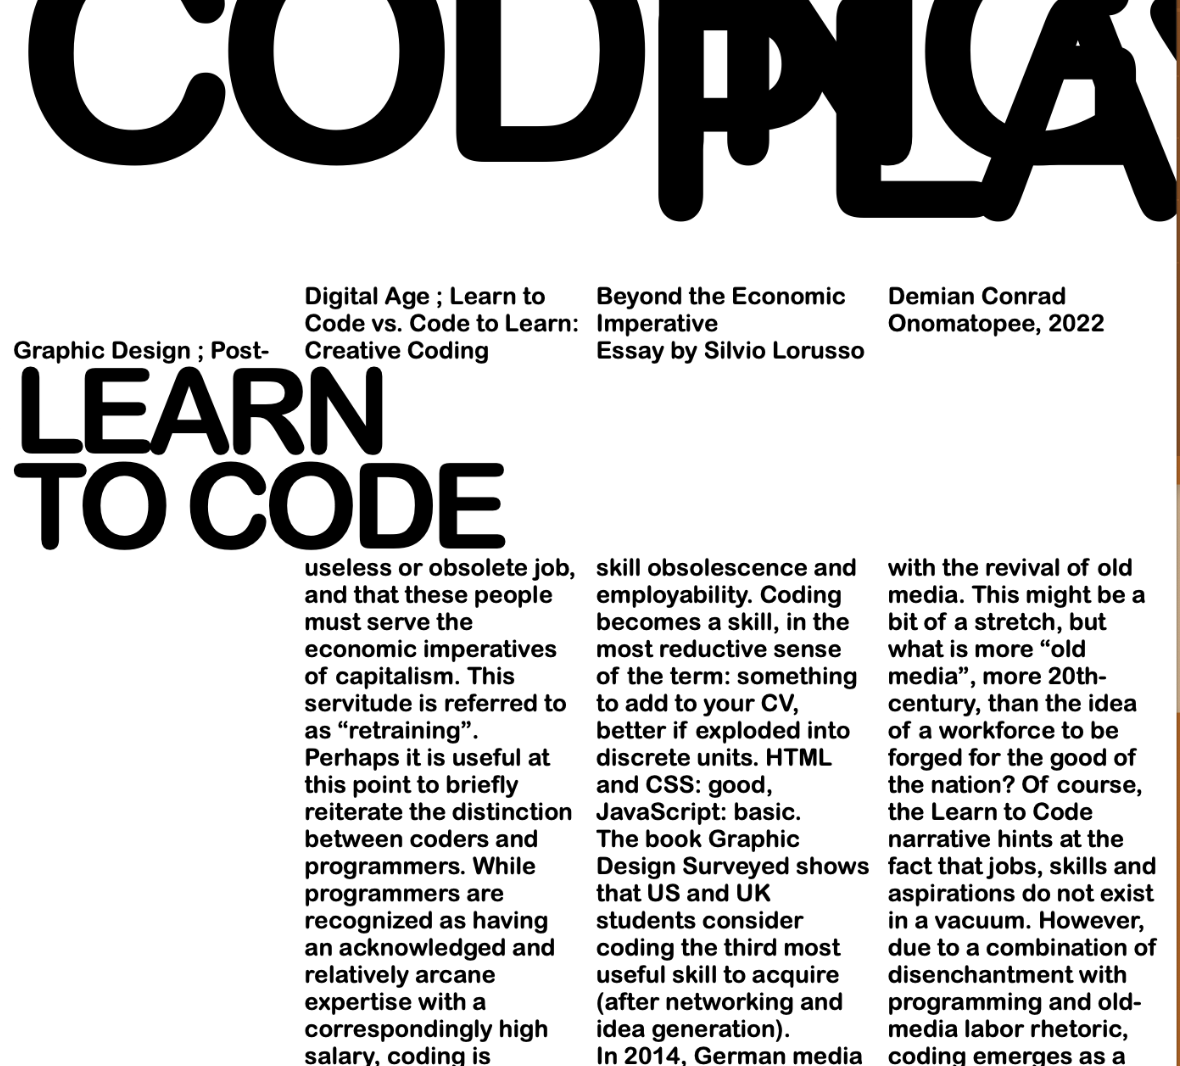 CODING
PLAY
Graphic Design ; Post-
Digital Age ; Learn to
Code vs. Code to Learn:
Creative Coding
Beyond the Economic
Imperative
Essay by Silvio Lorusso
Demian Conrad
Onomatopee, 2022
LEARN
TO CODE
useless or obsolete job,
and that these people
must serve the
economic imperatives
of capitalism. This
servitude is referred to
as “retraining”.
Perhaps it is useful at
this point to briefly
reiterate the distinction
between coders and
programmers. While
programmers are
recognized as having
an acknowledged and
relatively arcane
expertise with a
correspondingly high
salary, coding is
skill obsolescence and
employability. Coding
becomes a skill, in the
most reductive sense
of the term: something
to add to your CV,
better if exploded into
discrete units. HTML
and CSS: good,
JavaScript: basic.
The book Graphic
Design Surveyed shows
that US and UK
students consider
coding the third most
useful skill to acquire
(after networking and
idea generation).
In 2014, German media
with the revival of old
media. This might be a
bit of a stretch, but
what is more “old
media”, more 20th-
century, than the idea
of a workforce to be
forged for the good of
the nation? Of course,
the Learn to Code
narrative hints at the
fact that jobs, skills and
aspirations do not exist
in a vacuum. However,
due to a combination of
disenchantment with
programming and old-
media labor rhetoric,
coding emerges as a